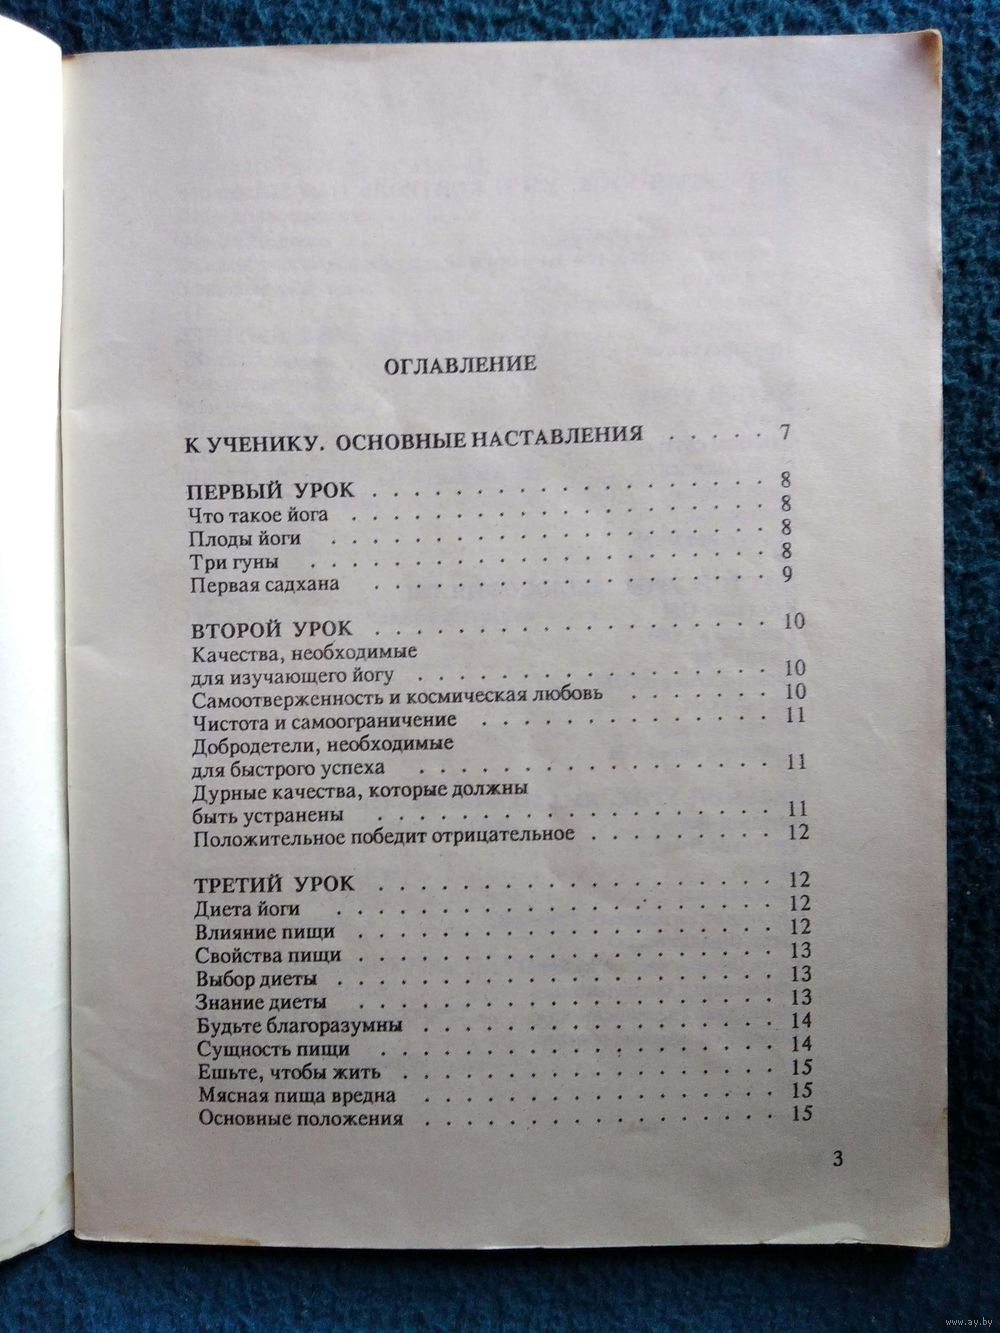 ОГЛАВЛЕНИЕ
К УЧЕНИКУ. ОСНОВНЫЕ НАСТАВЛЕНИЯ . . . . . 7
ПЕРВЫЙ УРОК . . . . . . . . . . . . . . . 8
Что такое йога . . . . . . . . . . . . . . . . 8
Плоды йоги . . . . . . . . . . . . . . . . . 8
Три гуны . . . . . . . . . . . . . . . . . . 8
Первая садхана . . . . . . . . . . . . . . . 9
ВТОРОЙ УРОК . . . . . . . . . . . . . . . 10
Качества, необходимые
для изучающего йогу . . . . . . . . . . . . . 10
Самоотверженность и космическая любовь . . . . . . 10
Чистота и самоограничение . . . . . . . . . . . 11
Добродетели, необходимые
для быстрого успеха . . . . . . . . . . . . . 11
Дурные качества, которые должны
быть устранены . . . . . . . . . . . . . . . 11
Положительное победит отрицательное . . . . . . . . 12
ТРЕТИЙ УРОК . . . . . . . . . . . . . . . 12
Диета йоги . . . . . . . . . . . . . . . . . 12
Влияние пищи . . . . . . . . . . . . . . . . 12
Свойства пищи . . . . . . . . . . . . . . . . 13
Выбор диеты . . . . . . . . . . . . . . . . . 13
Знание диеты . . . . . . . . . . . . . . . . 13
Будьте благоразумны . . . . . . . . . . . . . 14
Сущность пищи . . . . . . . . . . . . . . . 14
Ешьте, чтобы жить . . . . . . . . . . . . . . 15
Мясная пища вредна . . . . . . . . . . . . . 15
Основные положения . . . . . . . . . . . . . 15
3
www.ay.by